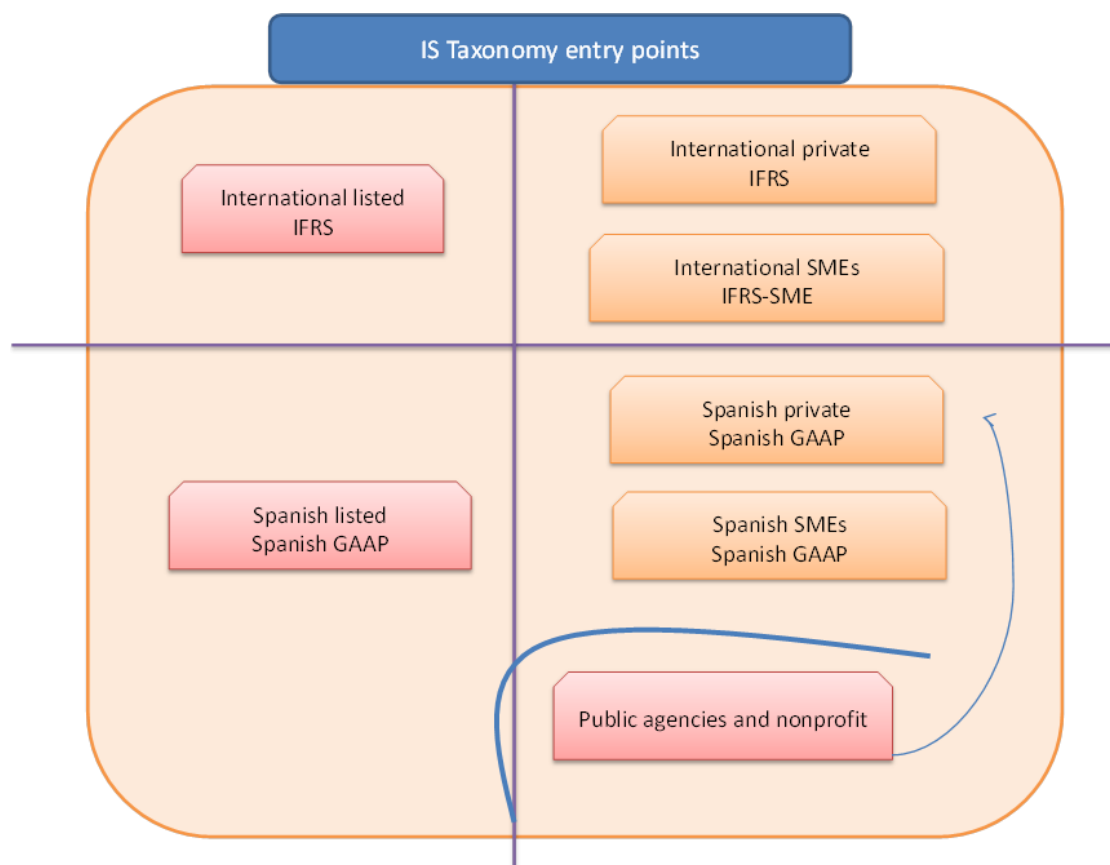 IS Taxonomy entry points
International listed
IFRS
International private
IFRS
International SMEs
IFRS-SME
Spanish listed
Spanish GAAP
Spanish private
Spanish GAAP
Spanish SMEs
Spanish GAAP
Public agencies and nonprofit